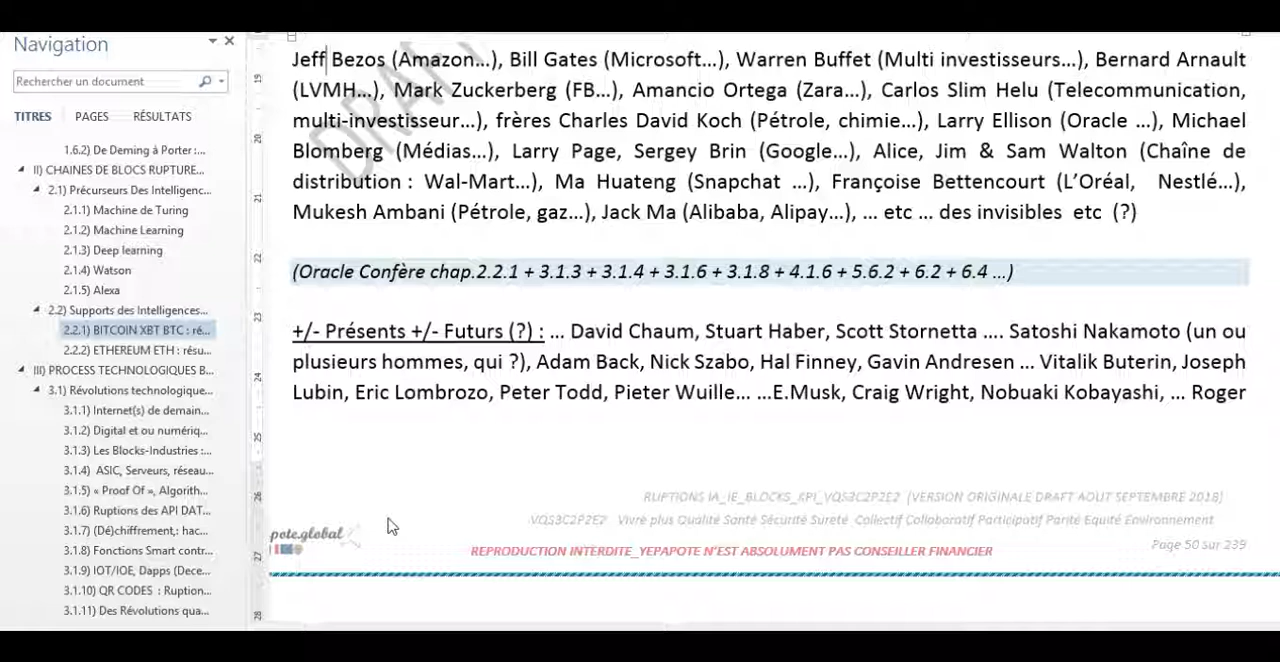 Navigation
Rechercher un document
TITRES PAGES RÉSULTATS
1.6.2) De Deming à Porter :...
II) CHAINES DE BLOCS RUPTURE...
2.1) Précurseurs Des Intelligenc...
2.1.1) Machine de Turing
2.1.2) Machine Learning
2.1.3) Deep learning
2.1.4) Watson
2.1.5) Alexa
2.2) Supports des Intelligences...
2.2.1) BITCOIN XBT BTC : ré...
2.2.2) ETHEREUM ETH : résu...
III) PROCESS TECHNOLOGIQUES B...
3.1) Révolutions technologique...
3.1.1) Internet(s) de demain...
3.1.2) Digital et ou numériq...
3.1.3) Les Blocks-Industries :...
3.1.4) ASIC, Serveurs, réseau...
3.1.5) « Proof Of », Algorith...
3.1.6) Ruptions des API DAT...
3.1.7) (Dé)chiffrement,: hac...
3.1.8) Fonctions Smart contr...
3.1.9) IOT/IOE, Dapps (Dece...
3.1.10) QR CODES : Ruption...
3.1.11) Des Révolutions qua...
19
20
21
22
23
24
25
26
27
28
DRAFT
Jeff Bezos (Amazon...), Bill Gates (Microsoft...), Warren Buffet (Multi investisseurs...), Bernard Arnault
(LVMH...), Mark Zuckerberg (FB...), Amancio Ortega (Zara...), Carlos Slim Helu (Telecommunication,
multi-investisseur...), frères Charles David Koch (Pétrole, chimie...), Larry Ellison (Oracle ...), Michael
Blomberg (Médias...), Larry Page, Sergey Brin (Google...), Alice, Jim & Sam Walton (Chaîne de
distribution : Wal-Mart...), Ma Huateng (Snapchat ...), Françoise Bettencourt (L'Oréal, Nestlé...),
Mukesh Ambani (Pétrole, gaz...), Jack Ma (Alibaba, Alipay...), ... etc ... des invisibles etc (?)
(Oracle Confère chap.2.2.1 + 3.1.3 + 3.1.4 + 3.1.6 + 3.1.8 + 4.1.6 + 5.6.2 + 6.2 + 6.4 ...)
+/- Présents +/- Futurs (?) : ... David Chaum, Stuart Haber, Scott Stornetta .... Satoshi Nakamoto (un ou
plusieurs hommes, qui ?), Adam Back, Nick Szabo, Hal Finney, Gavin Andresen ... Vitalik Buterin, Joseph
Lubin, Eric Lombrozo, Peter Todd, Pieter Wuille... ...E.Musk, Craig Wright, Nobuaki Kobayashi, ... Roger
RUPTIONS IA_IE_BLOCKS_KPI_VQS3C2P2E2 (VERSION ORIGINALE DRAFT AOUT SEPTEMBRE 2018)
VQS3C2P2E2 Vivre plus Qualité Santé Sécurité Sureté Collectif Collaboratif Participatif Parité Equité Environnement
pote.global
REPRODUCTION INTERDITE_YEPAPOTE N'EST ABSOLUMENT PAS CONSEILLER FINANCIER
Page 50 sur 239